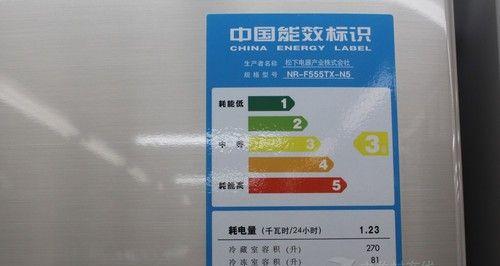 中国能效标识
CHINA ENERGY LABEL
生产者名称 松下电器产业株式会社
规格型号 NR-F555TX-N5
耗能低 1
2
中等 3 3
4
耗能高 5
耗电量 (千瓦时/24小时) 1.23
冷藏室容积 (升) 270
冷冻室容积 (升) 81